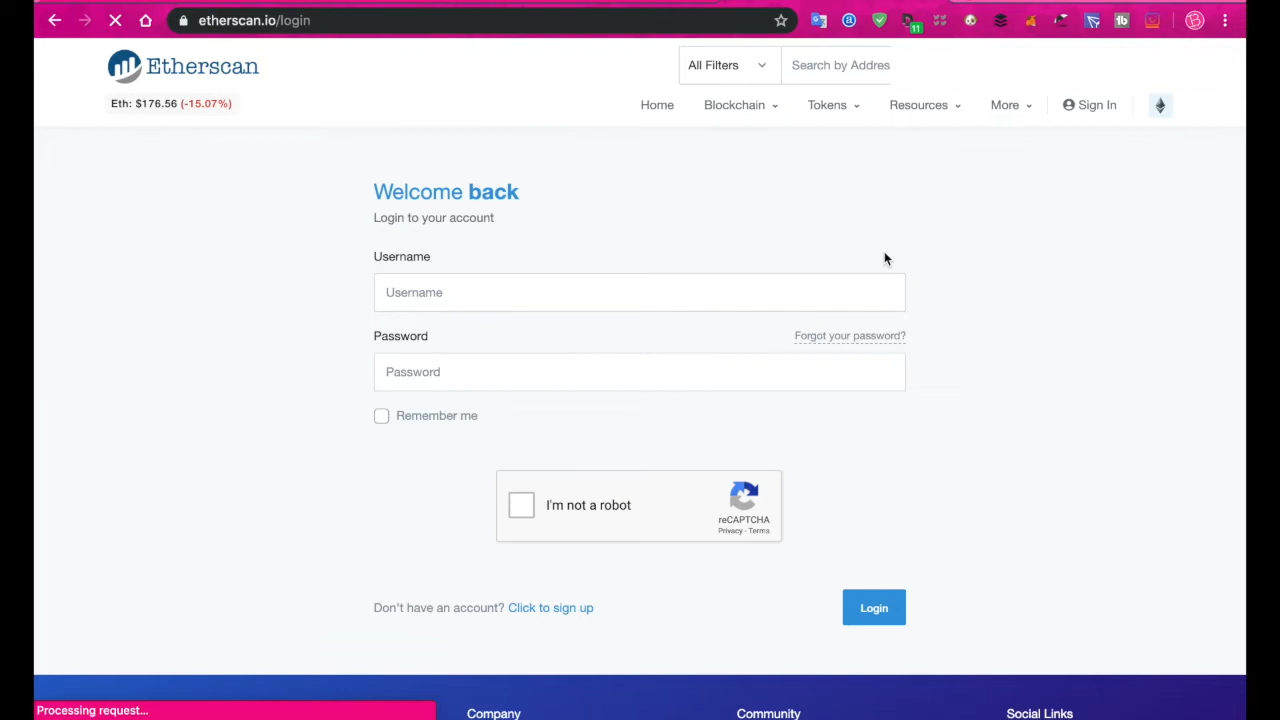 etherscan.io/login
11
Etherscan
All Filters
Search by Addres
Eth: $176.56 (-15.07%)
Home
Blockchain
Tokens
Resources
More
Sign In
Welcome back
Login to your account
Username
Username
Password
Forgot your password?
Password
Remember me
I'm not a robot
reCAPTCHA
Privacy - Terms
Don't have an account? Click to sign up
Login
Processing request...
Company
Community
Social Links